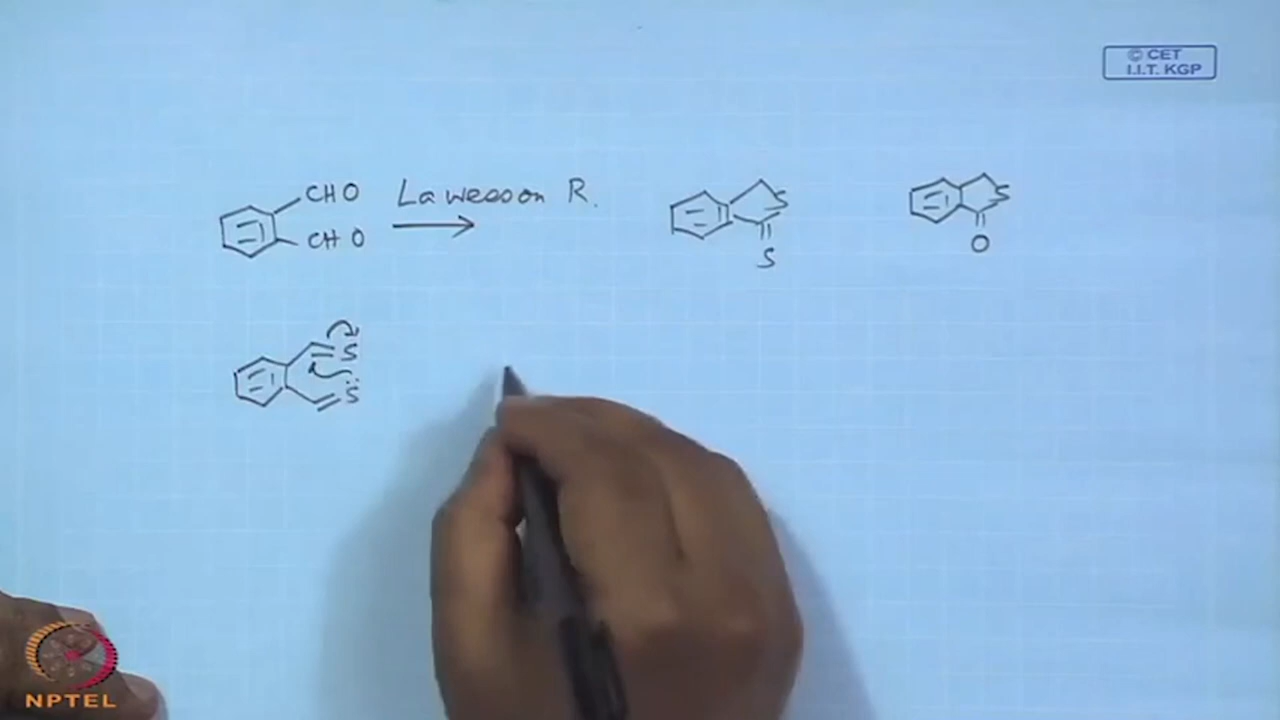 © CET
I.I.T. KGP
CHO
Lawesson R.
CHO
S
S
S
O
S
S
NPTEL